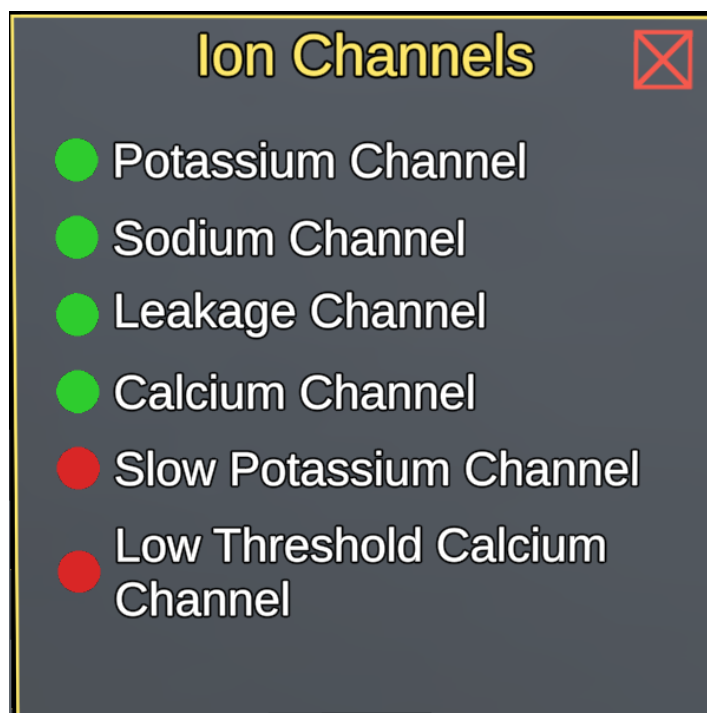 Ion Channels
Potassium Channel
Sodium Channel
Leakage Channel
Calcium Channel
Slow Potassium Channel
Low Threshold Calcium
Channel